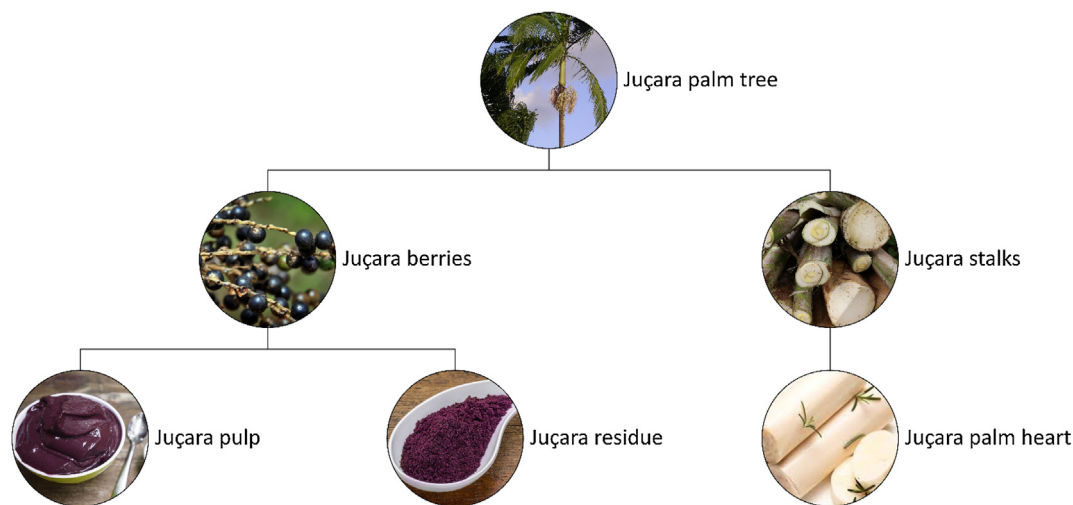 Juçara palm tree
Juçara berries
Juçara stalks
Juçara pulp
Juçara residue
Juçara palm heart